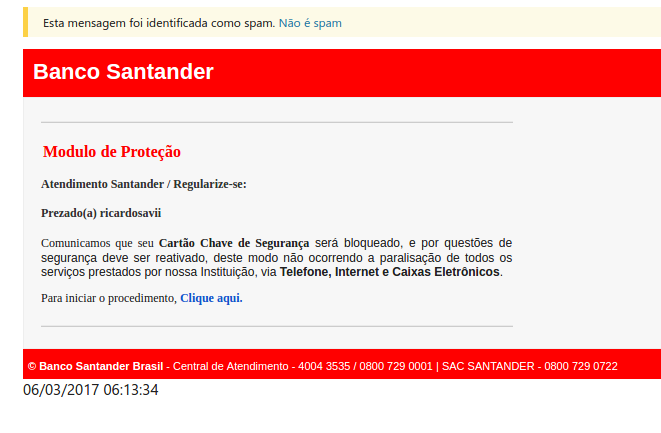 Esta mensagem foi identificada como spam. Não é spam
Banco Santander
Modulo de Proteção
Atendimento Santander / Regularize-se:
Prezado(a) ricardosavii
Comunicamos que seu Cartão Chave de Segurança será bloqueado, e por questões de
segurança deve ser reativado, deste modo não ocorrendo a paralisação de todos os
serviços prestados por nossa Instituição, via Telefone, Internet e Caixas Eletrônicos.
Para iniciar o procedimento, Clique aqui.
© Banco Santander Brasil - Central de Atendimento - 4004 3535 / 0800 729 0001 | SAC SANTANDER - 0800 729 0722
06/03/2017 06:13:34